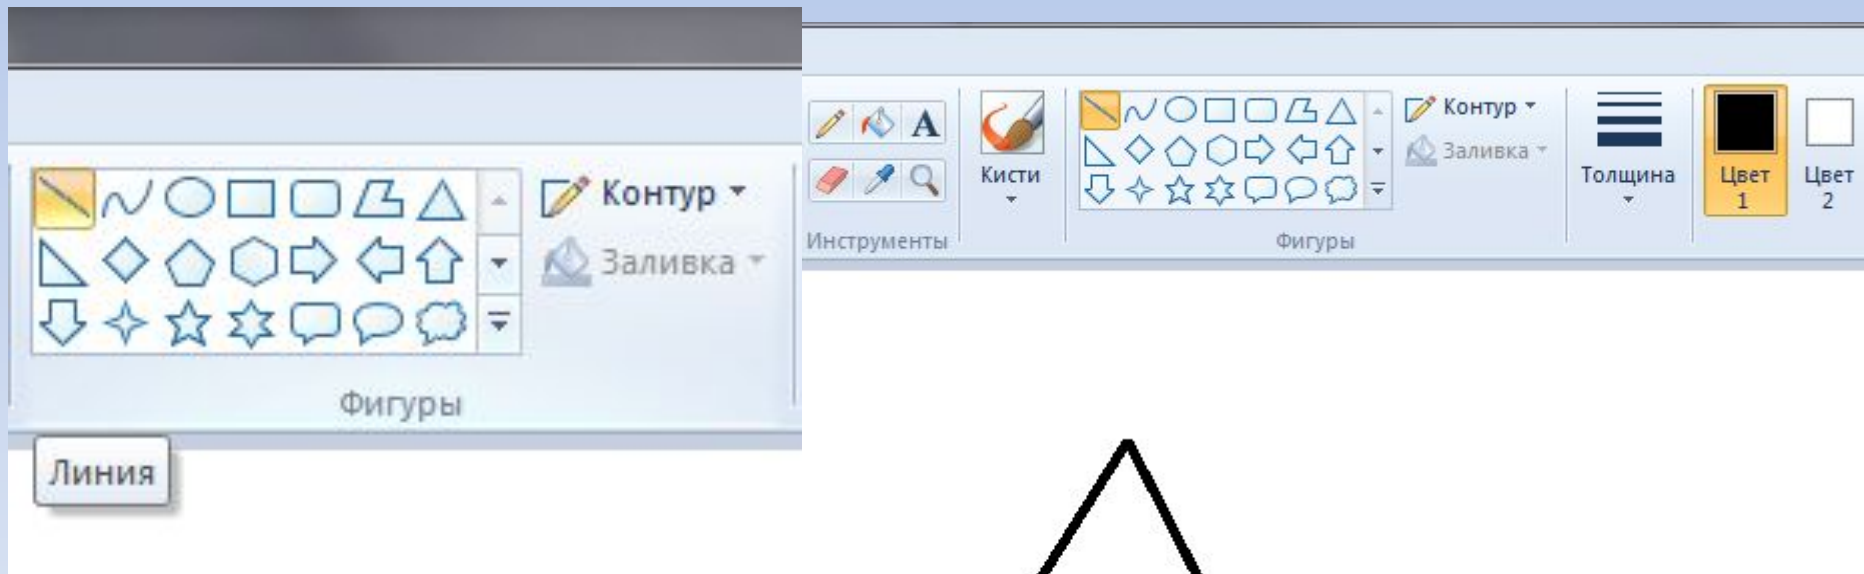 Контур
Заливка
Фигуры
Линия
A
Инструменты
Кисти
Контур
Заливка
Фигуры
Толщина
Цвет
1
Цвет
2